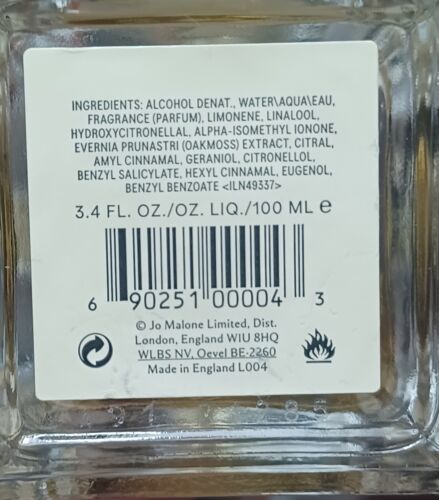 INGREDIENTS: ALCOHOL DENAT., WATER\AQUA\EAU,
FRAGRANCE (PARFUM), LIMONENE, LINALOOL,
HYDROXYCITRONELLAL, ALPHA-ISOMETHYL IONONE,
EVERNIA PRUNASTRI (OAKMOSS) EXTRACT, CITRAL,
AMYL CINNAMAL, GERANIOL, CITRONELLOL,
BENZYL SALICYLATE, HEXYL CINNAMAL, EUGENOL,
BENZYL BENZOATE <ILN49337>
3.4 FL. OZ./OZ. LIQ./100 ML e
6 90251 00004 3
© Jo Malone Limited, Dist.
London, England W1U 8HQ
WLBS NV, Oevel BE-2260
Made in England L004